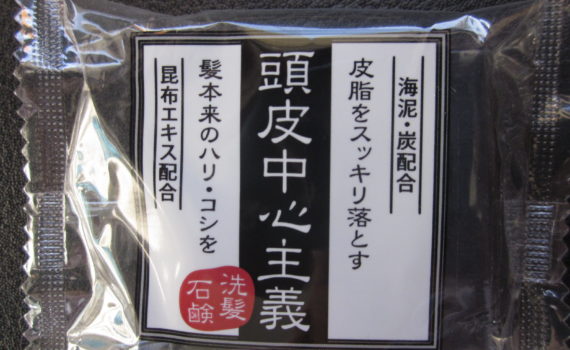 海泥・炭配合
皮脂をスッキリ落とす
頭皮中心主義
髪本来のハリ・コシを
昆布エキス配合
洗髪
石鹸